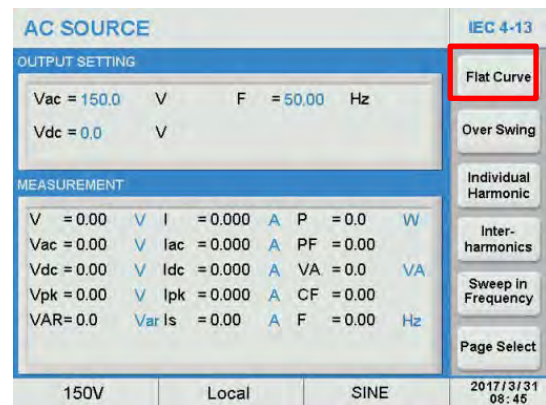 AC SOURCE
IEC 4-13
OUTPUT SETTING
Vac = 150.0 V F = 50.00 Hz
Vdc = 0.0 V
MEASUREMENT
V = 0.00 V I = 0.000 A P = 0.0 W
Vac = 0.00 V Iac = 0.000 A PF = 0.00
Vdc = 0.00 V Idc = 0.000 A VA = 0.0 VA
Vpk = 0.00 V Ipk = 0.000 A CF = 0.00
VAR= 0.0 Var Is = 0.00 A F = 0.00 Hz
Flat Curve
Over Swing
Individual
Harmonic
Inter-
harmonics
Sweep in
Frequency
Page Select
150V Local SINE
2017/3/31
08:45